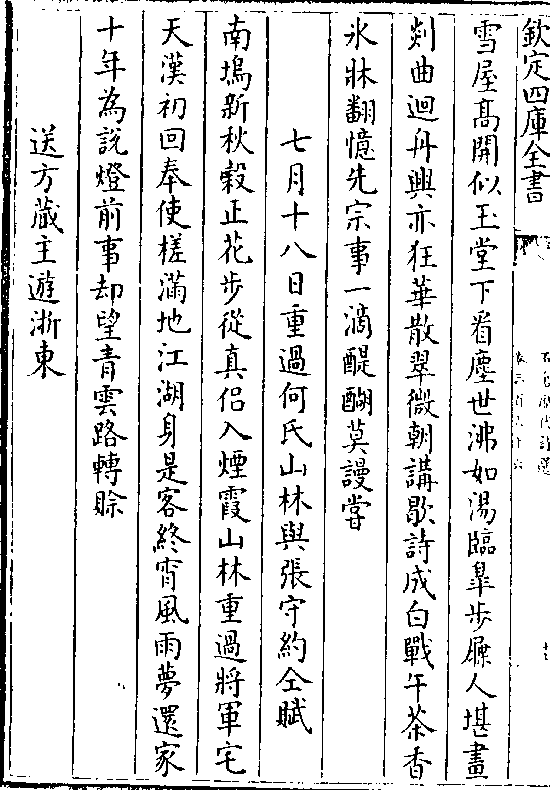 欽定四庫全書
雪屋髙開似玉堂下看塵世沸如湯臨臯步屧人堪畫
剡曲迴舟興亦狂華散翠微朝講歇詩成白戰午茶香
氷牀翻憶先宗事一滴醍醐莫謾嘗
七月十八日重過何氏山林與張守約仝賦
南塢新秋穀正花步從真侣入煙霞山林重過將軍宅
天漢初回奉使槎滿地江湖身是客終宵風雨夢還家
十年為説燈前事却望青雲路轉賒
送方藏主遊浙東